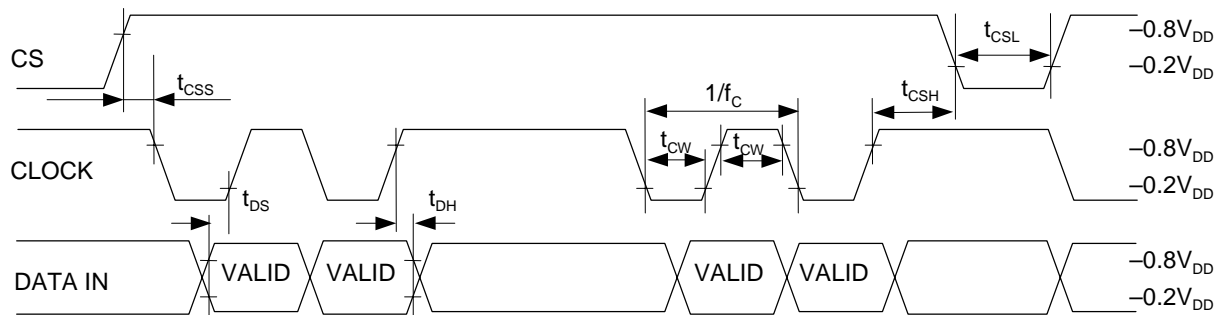 CS
t_CSS
t_CSL
–0.8V_DD
–0.2V_DD
CLOCK
1/f_C
t_CSH
t_CW
t_CW
–0.8V_DD
–0.2V_DD
t_DS
t_DH
DATA IN
VALID
VALID
VALID
VALID
–0.8V_DD
–0.2V_DD